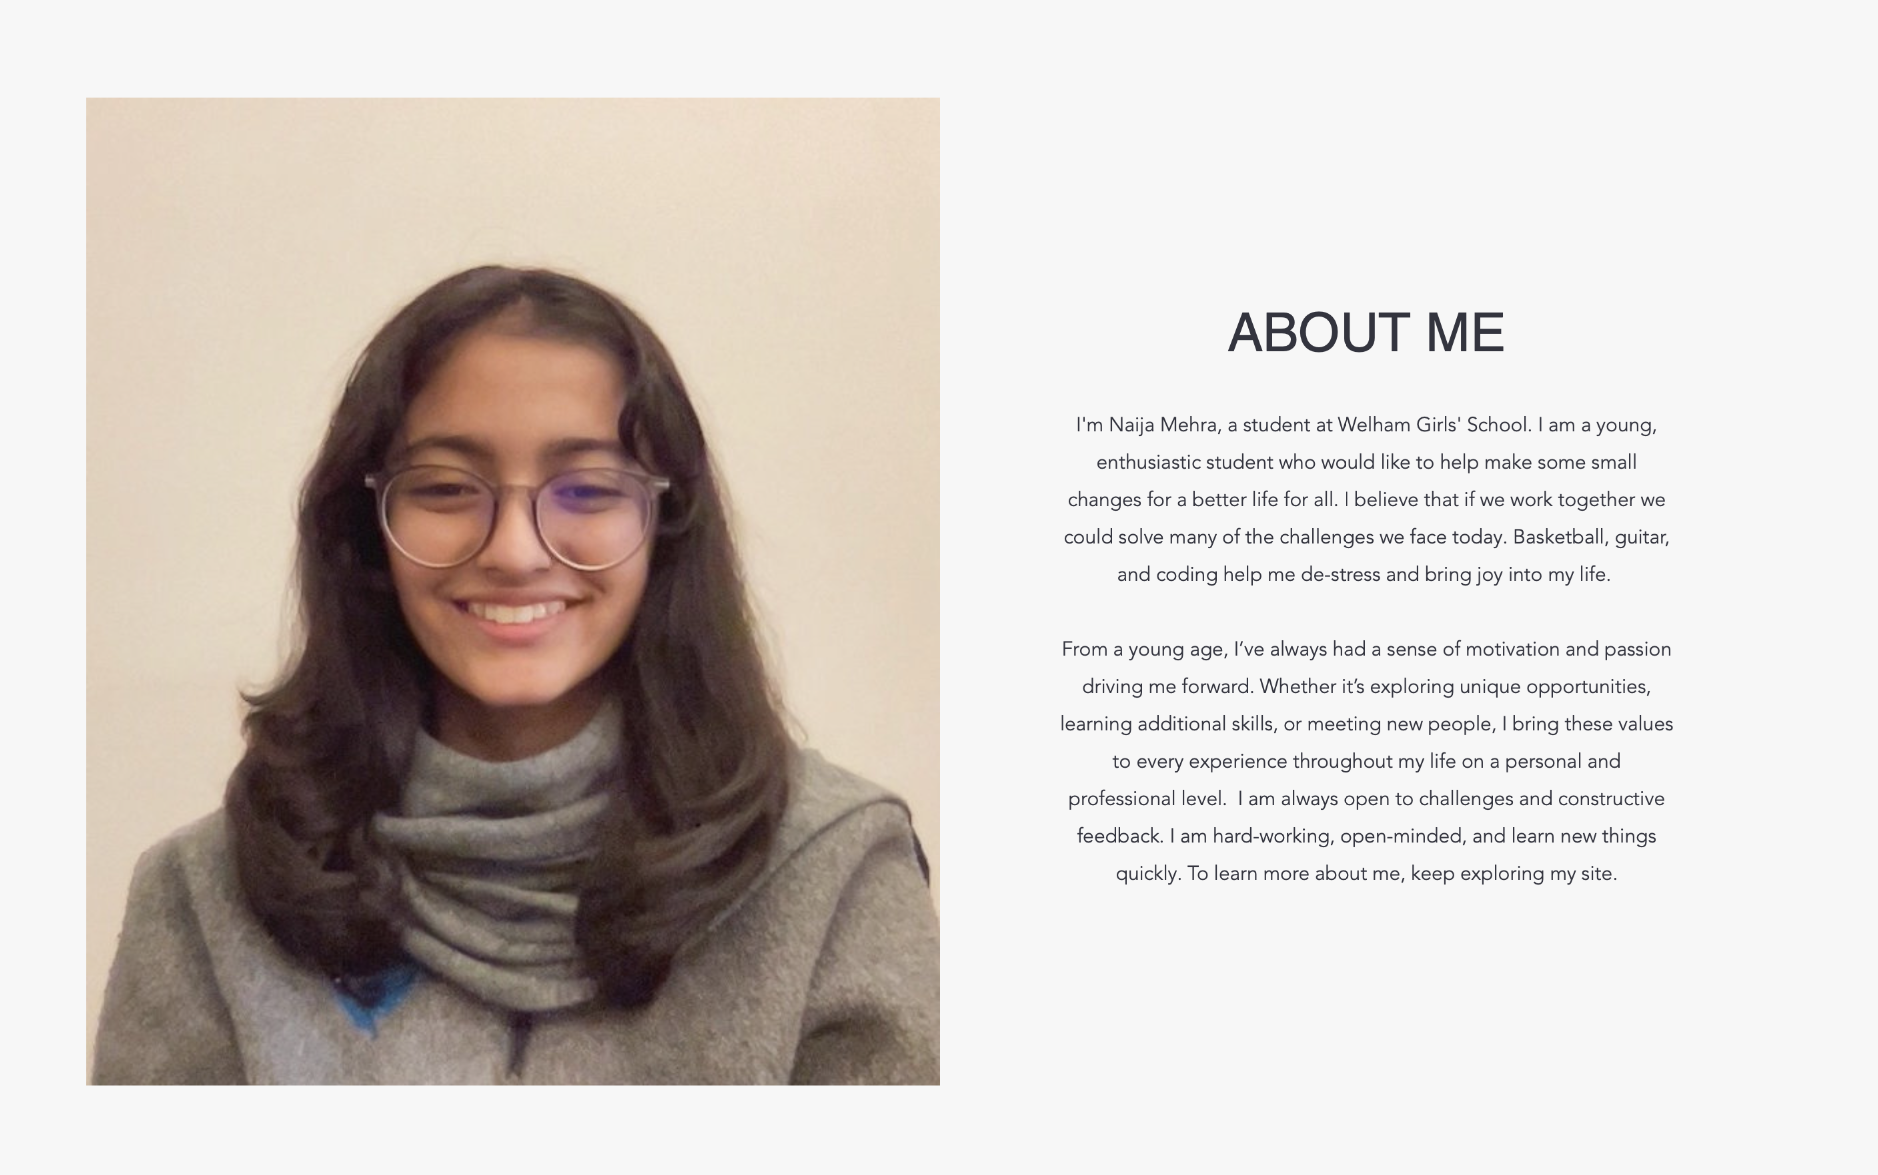 ABOUT ME
I'm Naija Mehra, a student at Welham Girls' School. I am a young,
enthusiastic student who would like to help make some small
changes for a better life for all. I believe that if we work together we
could solve many of the challenges we face today. Basketball, guitar,
and coding help me de-stress and bring joy into my life.
From a young age, I’ve always had a sense of motivation and passion
driving me forward. Whether it’s exploring unique opportunities,
learning additional skills, or meeting new people, I bring these values
to every experience throughout my life on a personal and
professional level.  I am always open to challenges and constructive
feedback. I am hard-working, open-minded, and learn new things
quickly. To learn more about me, keep exploring my site.